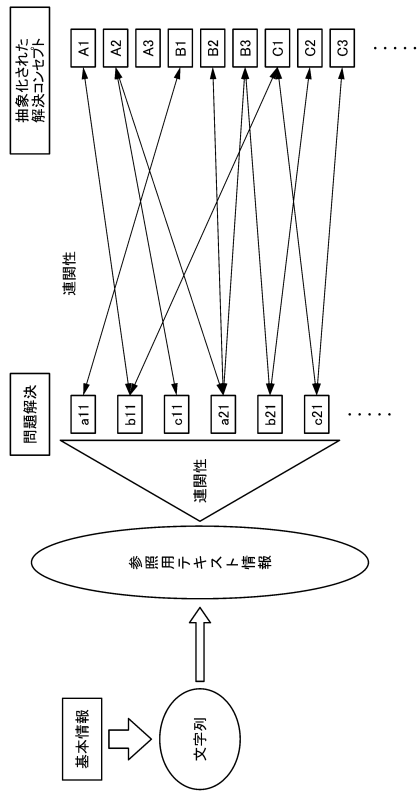 基本情報
文字列
参照用テキスト情報
連関性
問題解決
a11
b11
c11
a21
b21
c21
・・・・・
連関性
抽象化された
解決コンセプト
A1
A2
A3
B1
B2
B3
C1
C2
C3
・・・・・